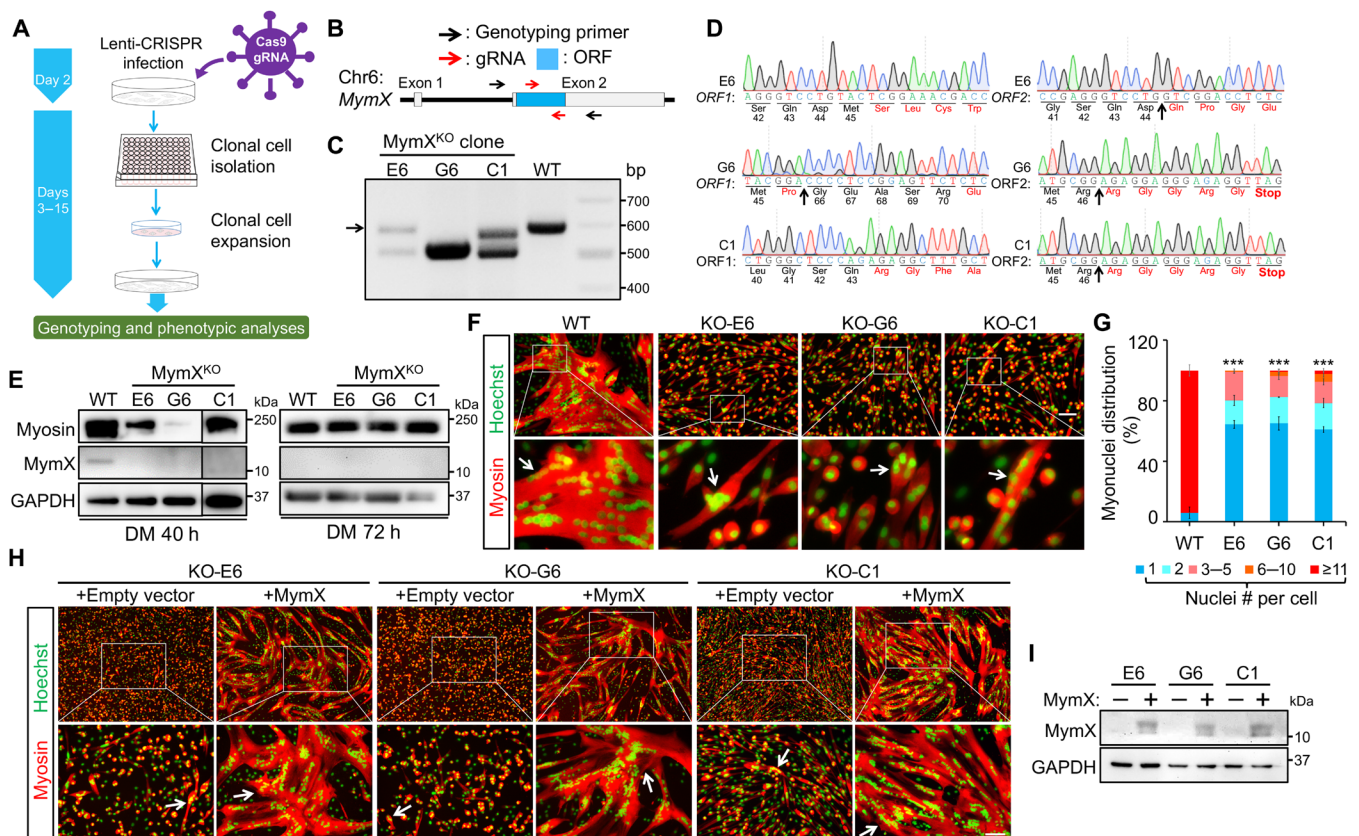 A
Lenti-CRISPR
infection
Cas9
gRNA
Day 2
Days
3–15
Clonal cell
isolation
Clonal cell
expansion
Genotyping and phenotypic analyses
B
: Genotyping primer
: gRNA
: ORF
Chr6:
MymX
Exon 1
Exon 2
C
MymXKO clone
E6 G6 C1 WT bp
700
600
500
400
D
E6
ORF1: AGGGTCCTGTACTCGGAAACGACC
Ser Gln Asp Met Ser Leu Cys Trp
42 43 44 45
E6
ORF2: CCGAGGGTCCTGGTCGGACCTCTC
Gly Ser Gln Asp Gln Pro Gly Glu
41 42 43 44
G6
ORF1: TACGGACCCCTCCGGAGTTCTCTC
Met Pro Gly Glu Ala Ser Arg Glu
45 66 67 68 69 70
G6
ORF2: ATGCGGAGAGGAGGGAGAGGTTAG
Met Arg Arg Gly Gly Arg Gly Stop
45 46
C1
ORF1: CTGGGCTCCCAGAGAGGCTTTGCT
Leu Gly Ser Gln Arg Gly Phe Ala
40 41 42 43
C1
ORF2: ATGCGGAGAGGAGGGAGAGGTTAG
Met Arg Arg Gly Gly Arg Gly Stop
45 46
E
MymXKO
WT E6 G6 C1 kDa
Myosin 250
MymX 10
GAPDH 37
DM 40 h
MymXKO
WT E6 G6 C1 kDa
250
10
37
DM 72 h
F
WT KO-E6 KO-G6 KO-C1
Hoechst
Myosin
G
Myonuclei distribution
(%)
120
80
40
0
*** *** ***
WT E6 G6 C1
1 2 3–5 6–10 ≥11
Nuclei # per cell
H
KO-E6 KO-G6 KO-C1
+Empty vector +MymX +Empty vector +MymX +Empty vector +MymX
Hoechst
Myosin
I
E6 G6 C1
MymX: – + – + – + kDa
MymX 10
GAPDH 37